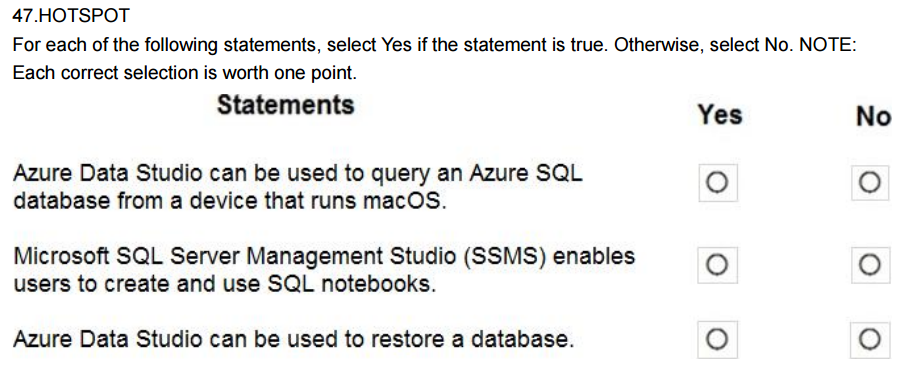 47.HOTSPOT
For each of the following statements, select Yes if the statement is true. Otherwise, select No. NOTE:
Each correct selection is worth one point.
Statements Yes No
Azure Data Studio can be used to query an Azure SQL
database from a device that runs macOS.
Microsoft SQL Server Management Studio (SSMS) enables
users to create and use SQL notebooks.
Azure Data Studio can be used to restore a database.